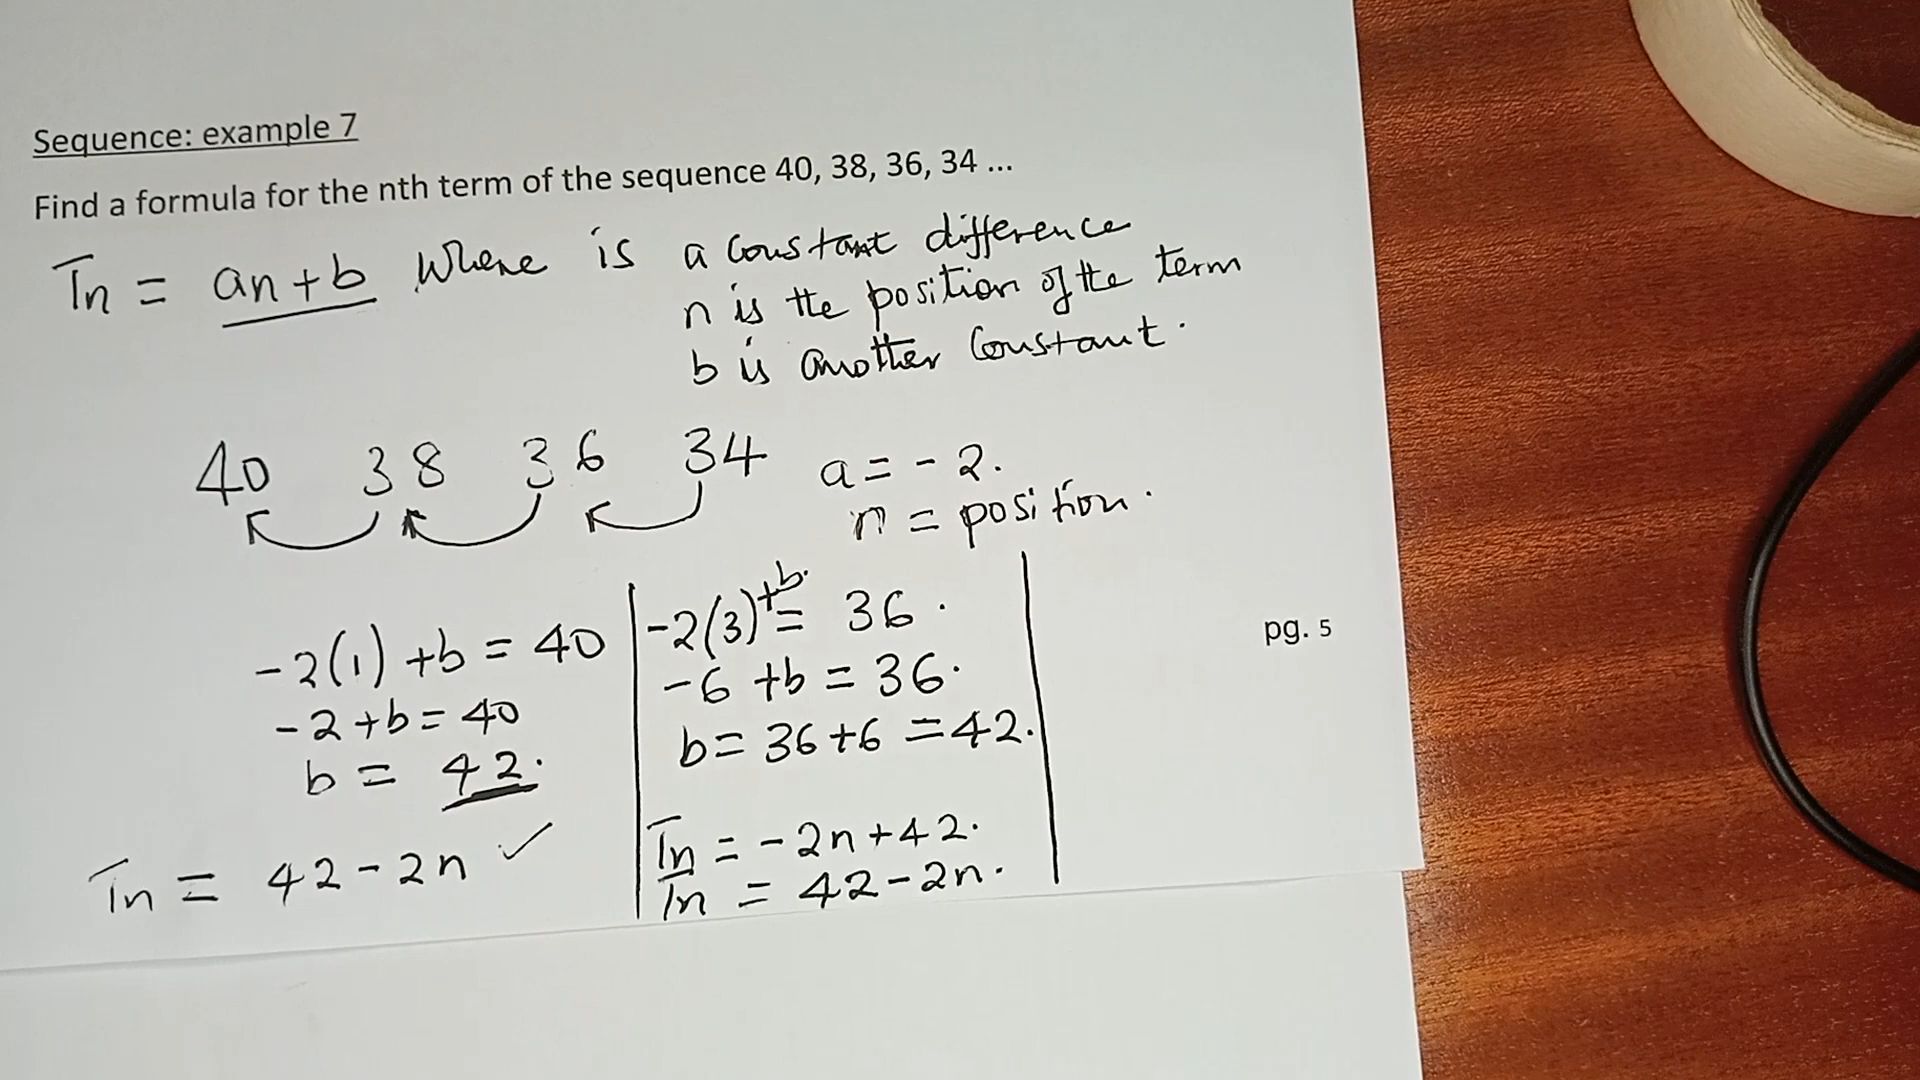 Sequence: example 7
Find a formula for the nth term of the sequence 40, 38, 36, 34 ...
Tn = an+b where is a constant difference
n is the position of the term
b is another constant.
40 38 36 34 a = -2.
n = position.
-2(1) +b = 40
-2 +b = 40
b = 42.
Tn = 42-2n ✓
-2(3)+b. = 36.
-6 +b = 36.
b = 36+6 = 42.
Tn = -2n+42.
Tn = 42-2n.
pg. 5